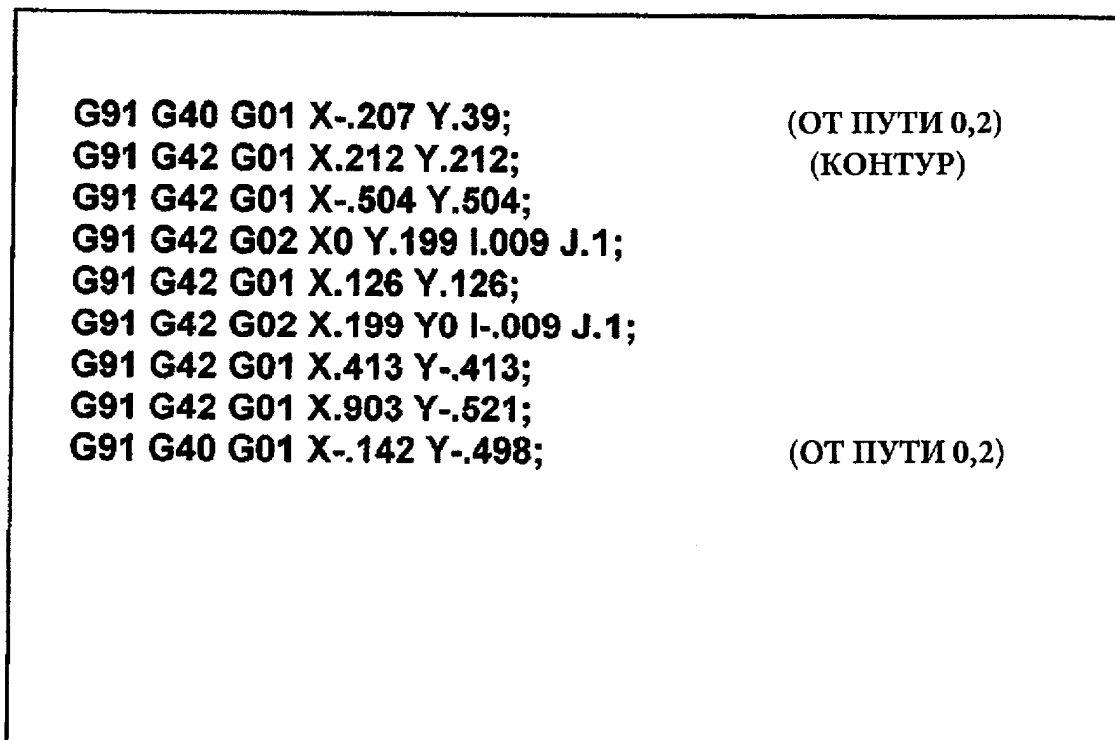 G91 G40 G01 X-.207 Y.39; (ОТ ПУТИ 0,2)
G91 G42 G01 X.212 Y.212; (КОНТУР)
G91 G42 G01 X-.504 Y.504;
G91 G42 G02 X0 Y.199 I.009 J.1;
G91 G42 G01 X.126 Y.126;
G91 G42 G02 X.199 Y0 I-.009 J.1;
G91 G42 G01 X.413 Y-.413;
G91 G42 G01 X.903 Y-.521;
G91 G40 G01 X-.142 Y-.498; (ОТ ПУТИ 0,2)